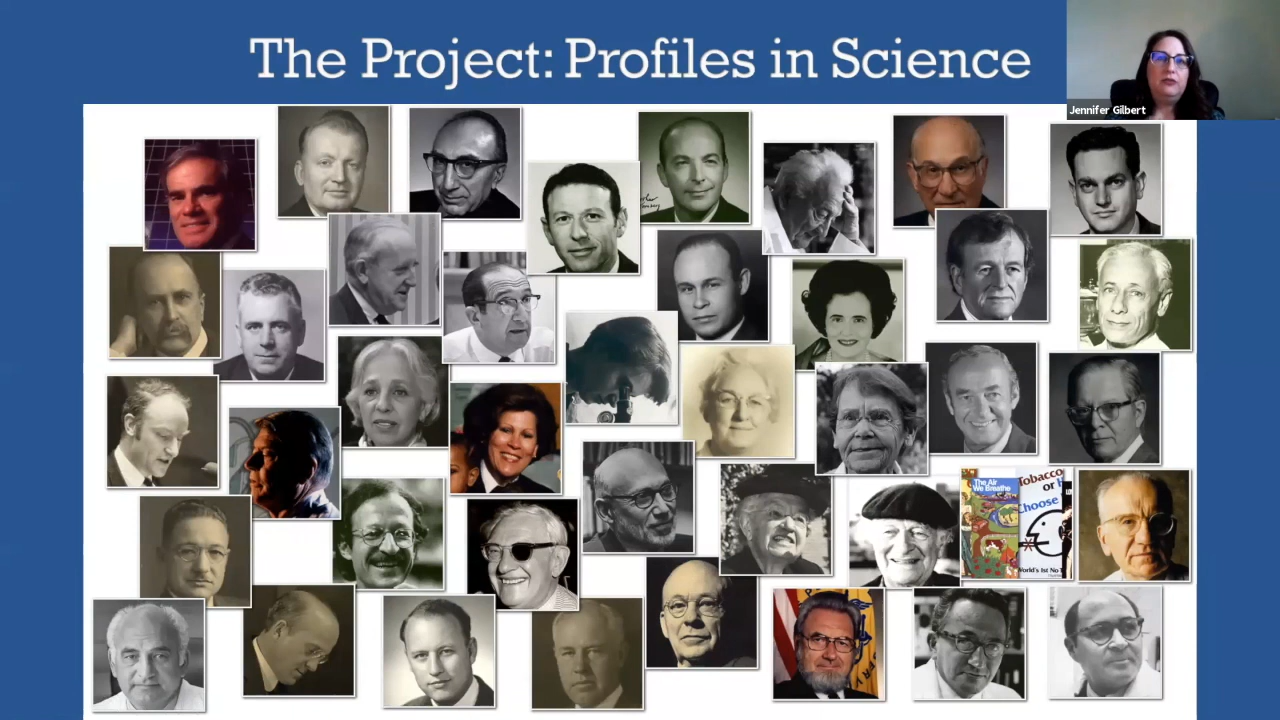 The Project: Profiles in Science
Jennifer Gilbert
The Air
We Breathe
Tobacco
or
Choose
World's 1st No